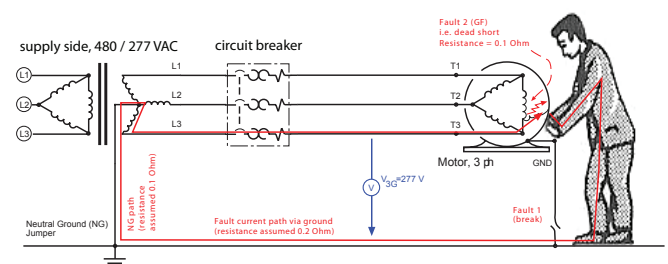 supply side, 480 / 277 VAC
circuit breaker
Fault 2 (GF)
i.e. dead short
Resistance = 0.1 Ohm
L1
L1
T1
L2
L2
T2
L3
L3
T3
Motor, 3 ph
GND
V
V3G=277 V
NG path
(resistance
assumed 0.1 Ohm)
Fault 1
(break)
Neutral Ground (NG)
Jumper
Fault current path via ground
(resistance assumed 0.2 Ohm)